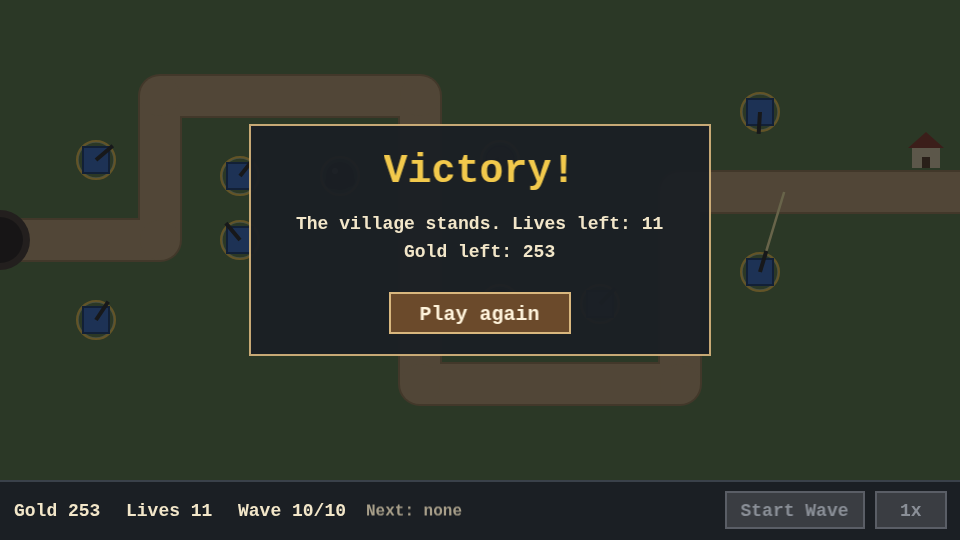 Victory!
The village stands. Lives left: 11
Gold left: 253
Play again
Gold 253 Lives 11 Wave 10/10 Next: none Start Wave 1x